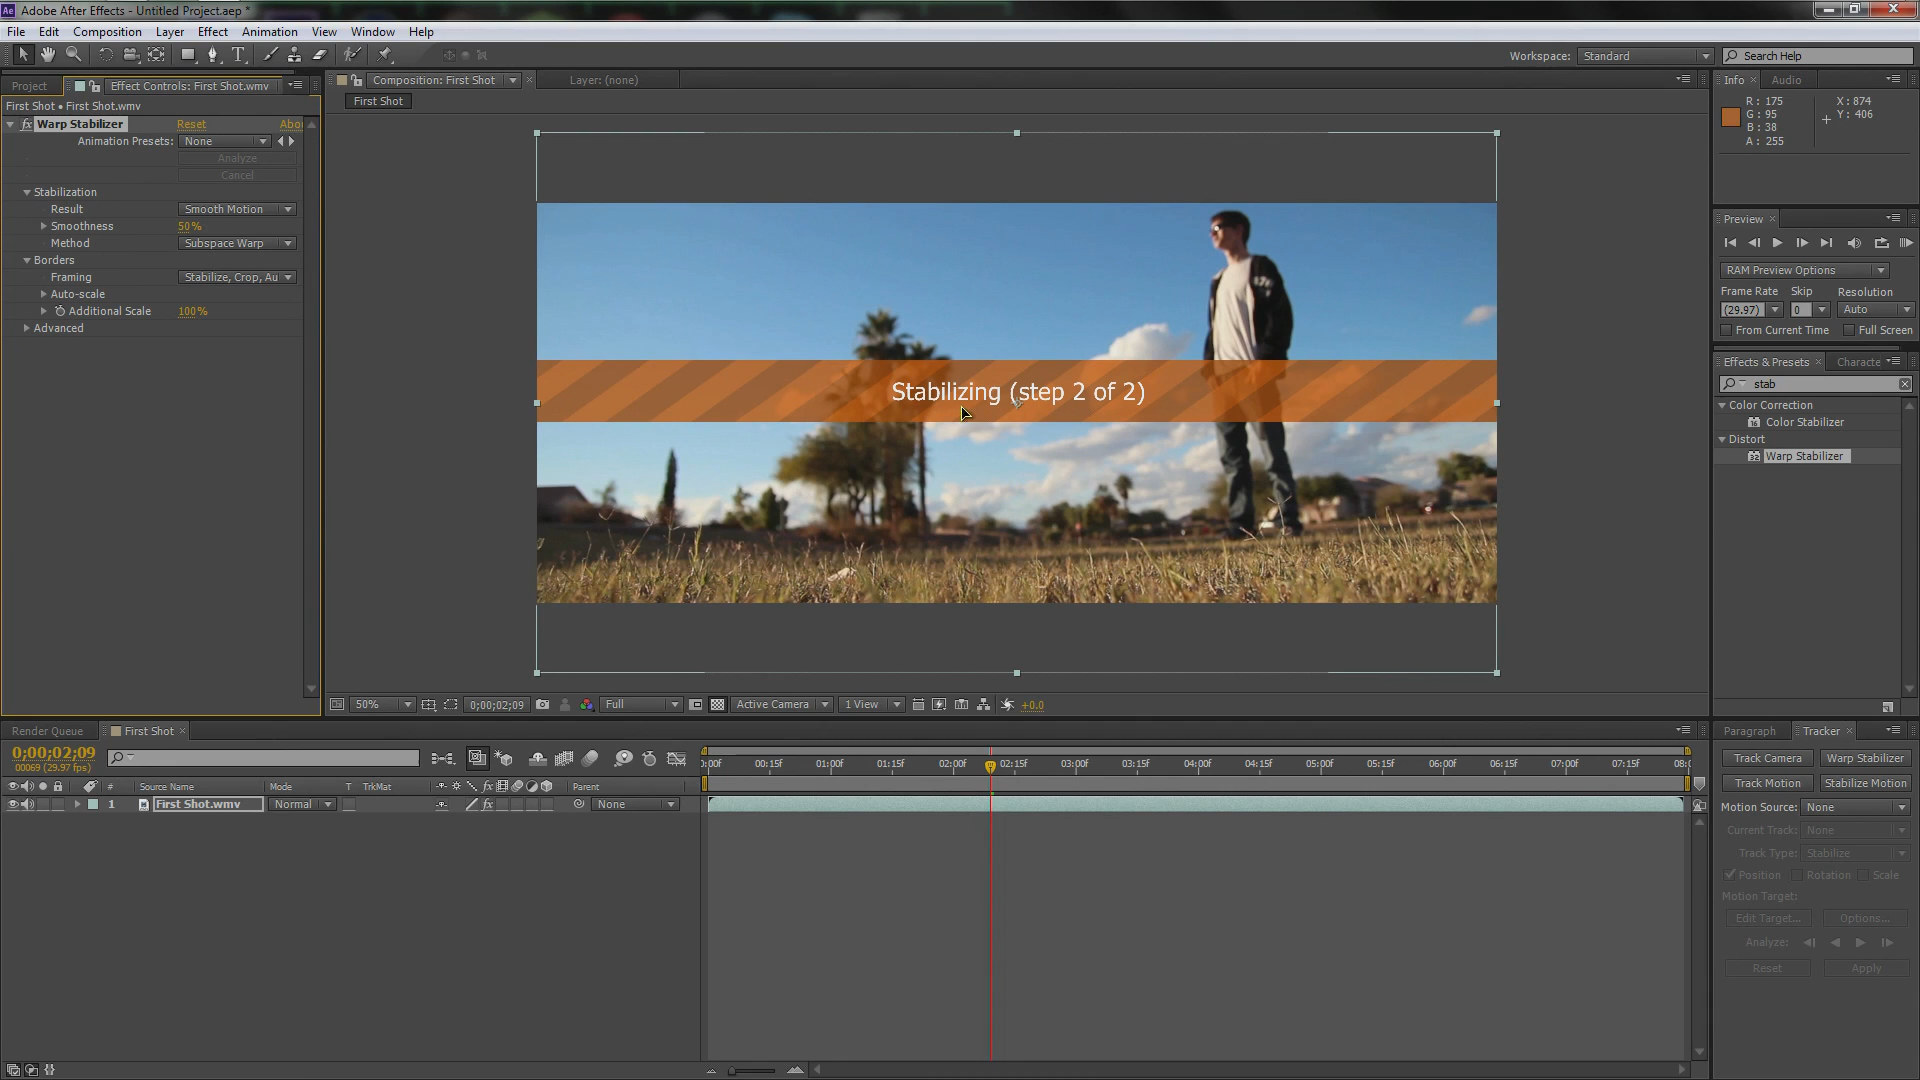 Ae Adobe After Effects - Untitled Project.aep *
File Edit Composition Layer Effect Animation View Window Help
Workspace: Standard Search Help
Project Effect Controls: First Shot.wmv
First Shot • First Shot.wmv
fx Warp Stabilizer Reset Abo
Animation Presets: None
Analyze
Cancel
Stabilization
Result Smooth Motion
Smoothness 50%
Method Subspace Warp
Borders
Framing Stabilize, Crop, Au
Auto-scale
Additional Scale 100%
Advanced
Composition: First Shot Layer: (none)
First Shot
Stabilizing (step 2 of 2)
50% 0;00;02;09 Full Active Camera 1 View +0.0
Info Audio
R: 175 X: 874
G: 95 Y: 406
B: 38
A: 255
Preview
RAM Preview Options
Frame Rate Skip Resolution
(29.97) 0 Auto
From Current Time Full Screen
Effects & Presets Characte
stab
Color Correction
16 Color Stabilizer
Distort
32 Warp Stabilizer
Render Queue First Shot
0;00;02;09
00069 (29.97 fps)
# Source Name Mode T TrkMat fx Parent
1 First Shot.wmv Normal fx None
):00f 00:15f 01:00f 01:15f 02:00f 02:15f 03:00f 03:15f 04:00f 04:15f 05:00f 05:15f 06:00f 06:15f 07:00f 07:15f 08:0
Paragraph Tracker
Track Camera Warp Stabilizer
Track Motion Stabilize Motion
Motion Source: None
Current Track: None
Track Type: Stabilize
Position Rotation Scale
Motion Target:
Edit Target... Options...
Analyze:
Reset Apply